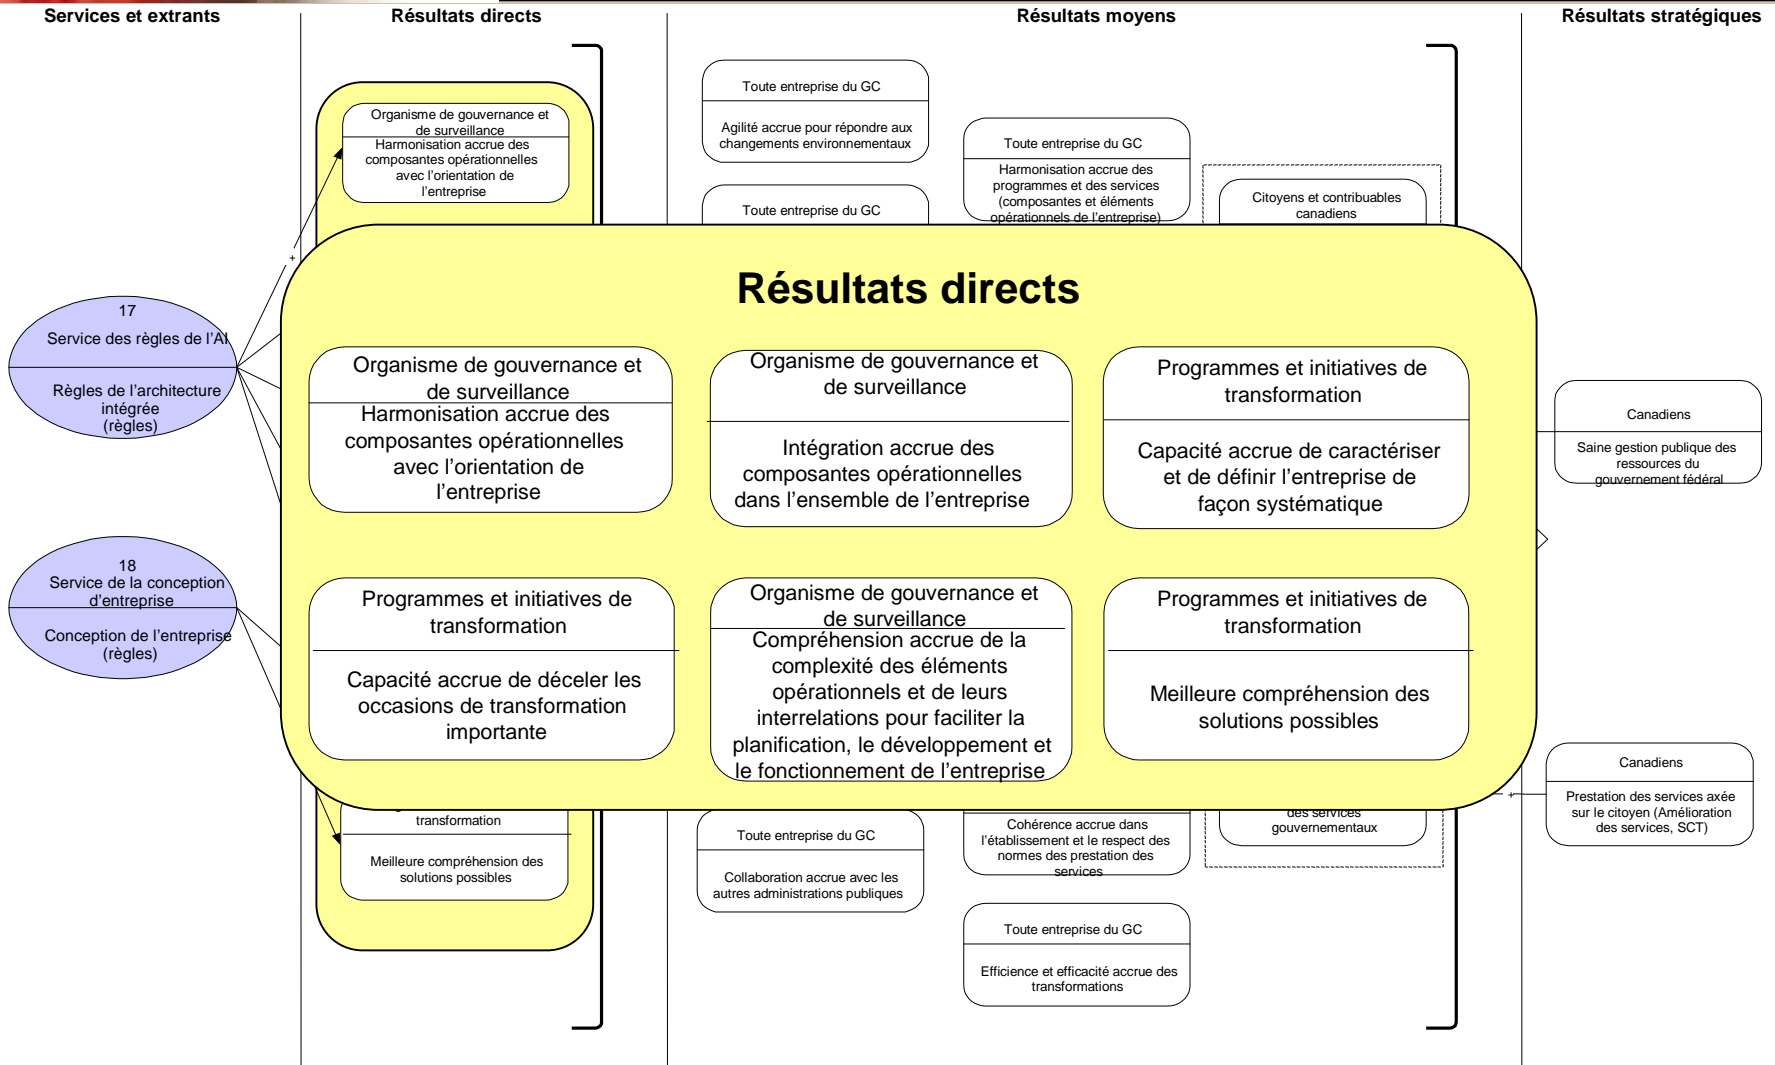 Services et extrants
Résultats directs
Résultats moyens
Résultats stratégiques
Organisme de gouvernance et
de surveillance
Harmonisation accrue des
composantes opérationnelles
avec l'orientation de
l'entreprise
Toute entreprise du GC
Agilité accrue pour répondre aux
changements environnementaux
Toute entreprise du GC
Toute entreprise du GC
Harmonisation accrue des
programmes et des services
(composantes et éléments
opérationnels de l'entreprise)
Citoyens et contribuables
canadiens
+
17
Service des règles de l'AI
Règles de l'architecture
intégrée
(règles)
18
Service de la conception
d'entreprise
Conception de l'entreprise
(règles)
Résultats directs
Organisme de gouvernance et
de surveillance
Harmonisation accrue des
composantes opérationnelles
avec l'orientation de
l'entreprise
Organisme de gouvernance et
de surveillance
Intégration accrue des
composantes opérationnelles
dans l'ensemble de l'entreprise
Programmes et initiatives de
transformation
Capacité accrue de caractériser
et de définir l'entreprise de
façon systématique
Programmes et initiatives de
transformation
Capacité accrue de déceler les
occasions de transformation
importante
Organisme de gouvernance et
de surveillance
Compréhension accrue de la
complexité des éléments
opérationnels et de leurs
interrelations pour faciliter la
planification, le développement et
le fonctionnement de l'entreprise
Programmes et initiatives de
transformation
Meilleure compréhension des
solutions possibles
Canadiens
Saine gestion publique des
ressources du
gouvernement fédéral
+
Canadiens
Prestation des services axée
sur le citoyen (Amélioration
des services, SCT)
transformation
Meilleure compréhension des
solutions possibles
Toute entreprise du GC
Collaboration accrue avec les
autres administrations publiques
Cohérence accrue dans
l'établissement et le respect des
normes des prestation des
services
des services
gouvernementaux
Toute entreprise du GC
Efficience et efficacité accrue des
transformations